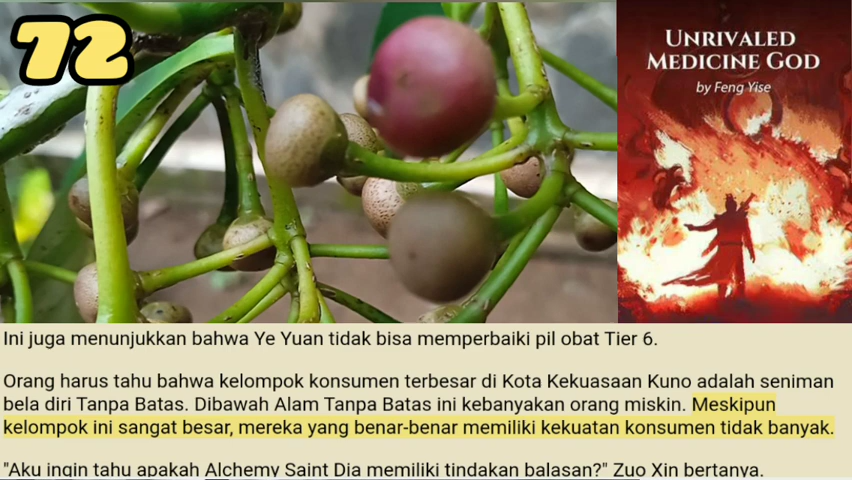 72
UNRIVALED
MEDICINE GOD
by Feng Yise
Ini juga menunjukkan bahwa Ye Yuan tidak bisa memperbaiki pil obat Tier 6.
Orang harus tahu bahwa kelompok konsumen terbesar di Kota Kekuasaan Kuno adalah seniman
bela diri Tanpa Batas. Dibawah Alam Tanpa Batas ini kebanyakan orang miskin. Meskipun
kelompok ini sangat besar, mereka yang benar-benar memiliki kekuatan konsumen tidak banyak.
"Aku ingin tahu apakah Alchemy Saint Dia memiliki tindakan balasan?" Zuo Xin bertanya.